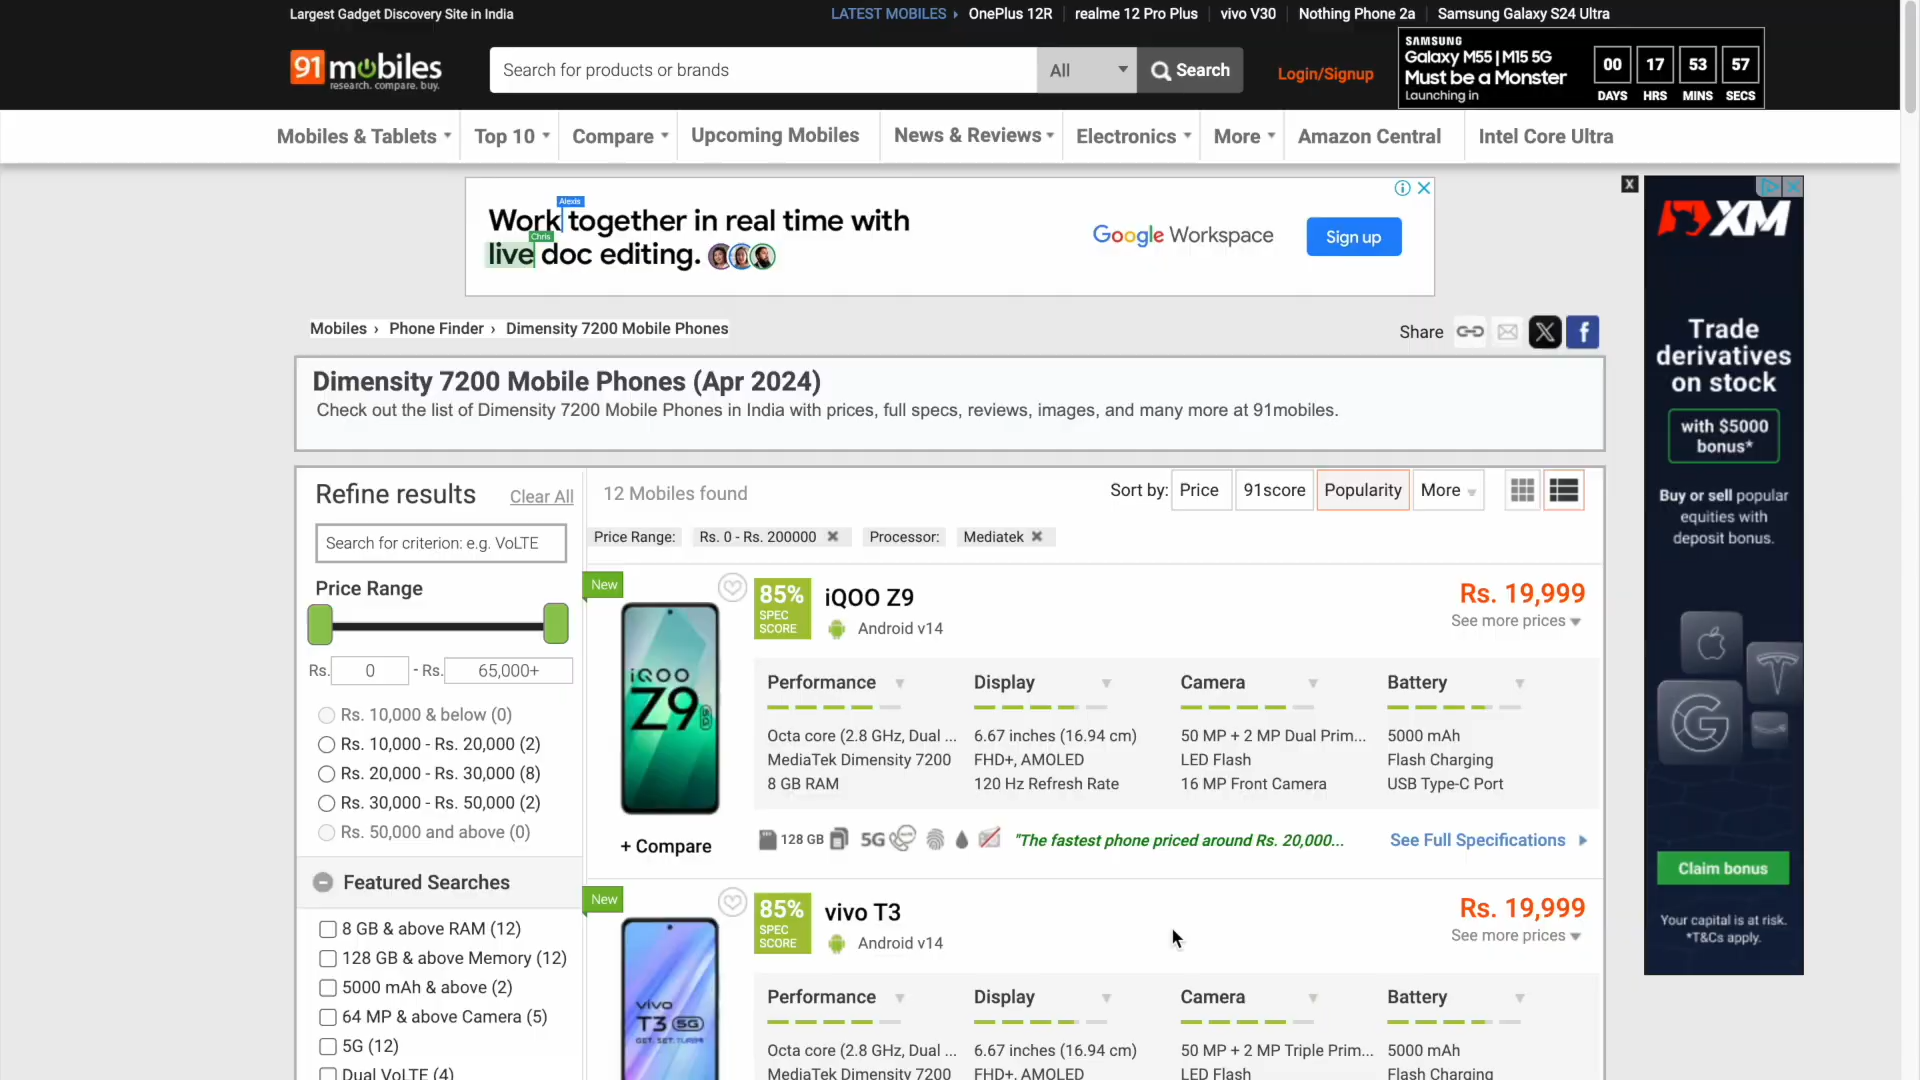 Largest Gadget Discovery Site in India
LATEST MOBILES › OnePlus 12R realme 12 Pro Plus vivo V30 Nothing Phone 2a Samsung Galaxy S24 Ultra
91mobiles
research. compare. buy.
Search for products or brands
All
Search
Login/Signup
SAMSUNG
Galaxy M55 | M15 5G
Must be a Monster
Launching in
00 17 53 57
DAYS HRS MINS SECS
Mobiles & Tablets Top 10 Compare Upcoming Mobiles News & Reviews Electronics More Amazon Central Intel Core Ultra
Alexis
Work together in real time with
Chris
live doc editing.
Google Workspace
Sign up
X
XM
Trade
derivatives
on stock
with $5000
bonus*
Buy or sell popular
equities with
deposit bonus.
Claim bonus
Your capital is at risk.
*T&Cs apply.
Mobiles › Phone Finder › Dimensity 7200 Mobile Phones
Share
Dimensity 7200 Mobile Phones (Apr 2024)
Check out the list of Dimensity 7200 Mobile Phones in India with prices, full specs, reviews, images, and many more at 91mobiles.
Refine results Clear All
Search for criterion: e.g. VoLTE
Price Range
Rs. 0 - Rs. 65,000+
Rs. 10,000 & below (0)
Rs. 10,000 - Rs. 20,000 (2)
Rs. 20,000 - Rs. 30,000 (8)
Rs. 30,000 - Rs. 50,000 (2)
Rs. 50,000 and above (0)
Featured Searches
8 GB & above RAM (12)
128 GB & above Memory (12)
5000 mAh & above (2)
64 MP & above Camera (5)
5G (12)
Dual VoLTE (4)
12 Mobiles found
Sort by: Price 91score Popularity More
Price Range: Rs. 0 - Rs. 200000 Processor: Mediatek
New
iQOO
Z9
5G
+ Compare
85%
SPEC
SCORE
iQOO Z9
Android v14
Rs. 19,999
See more prices
Performance Display Camera Battery
Octa core (2.8 GHz, Dual ... 6.67 inches (16.94 cm) 50 MP + 2 MP Dual Prim... 5000 mAh
MediaTek Dimensity 7200 FHD+, AMOLED LED Flash Flash Charging
8 GB RAM 120 Hz Refresh Rate 16 MP Front Camera USB Type-C Port
128 GB 5G "The fastest phone priced around Rs. 20,000... See Full Specifications
New
vivo
T3 5G
GET. SET. TURBO
85%
SPEC
SCORE
vivo T3
Android v14
Rs. 19,999
See more prices
Performance Display Camera Battery
Octa core (2.8 GHz, Dual ... 6.67 inches (16.94 cm) 50 MP + 2 MP Triple Prim... 5000 mAh
MediaTek Dimensity 7200 FHD+, AMOLED LED Flash Flash Charging